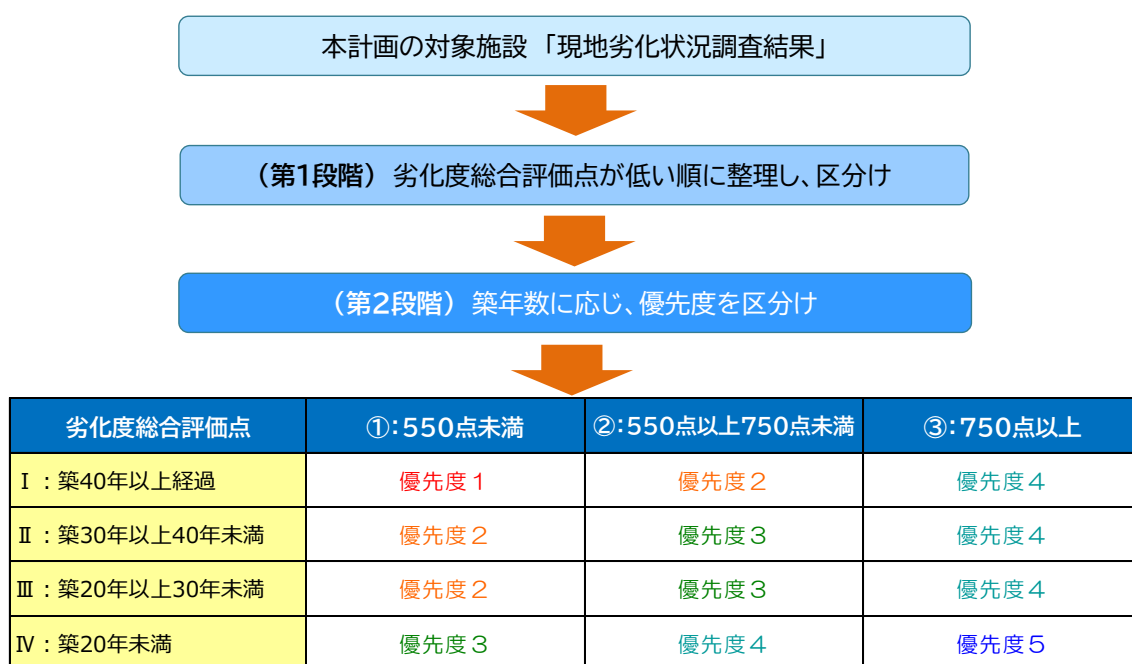 本計画の対象施設「現地劣化状況調査結果」
（第1段階）劣化度総合評価点が低い順に整理し、区分け
（第2段階）築年数に応じ、優先度を区分け
劣化度総合評価点 ①:550点未満 ②:550点以上750点未満 ③:750点以上
Ⅰ：築40年以上経過 優先度１ 優先度２ 優先度４
Ⅱ：築30年以上40年未満 優先度２ 優先度３ 優先度４
Ⅲ：築20年以上30年未満 優先度２ 優先度３ 優先度４
Ⅳ：築20年未満 優先度３ 優先度４ 優先度５